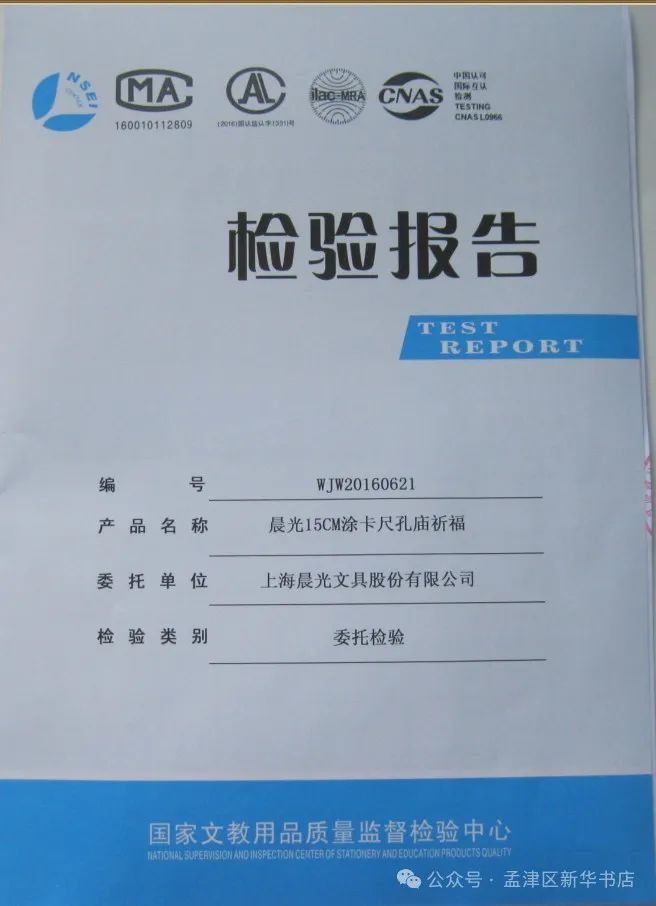 NSEI
CENTER
CMA
160010112809
CAL
(2016)国认监认字(331)号
ilac-MRA
CNAS
中国认可
国际互认
检测
TESTING
CNAS L0966
检验报告
TEST
REPORT
编 号 WJW20160621
产品名称 晨光15CM涂卡尺孔庙祈福
委托单位 上海晨光文具股份有限公司
检验类别 委托检验
国家文教用品质量监督检验中心
NATIONAL SUPERVISION AND INSPECTION CENTER OF STATIONERY AND EDUCATION PRODUCTS QUALITY
公众号 · 孟津区新华书店